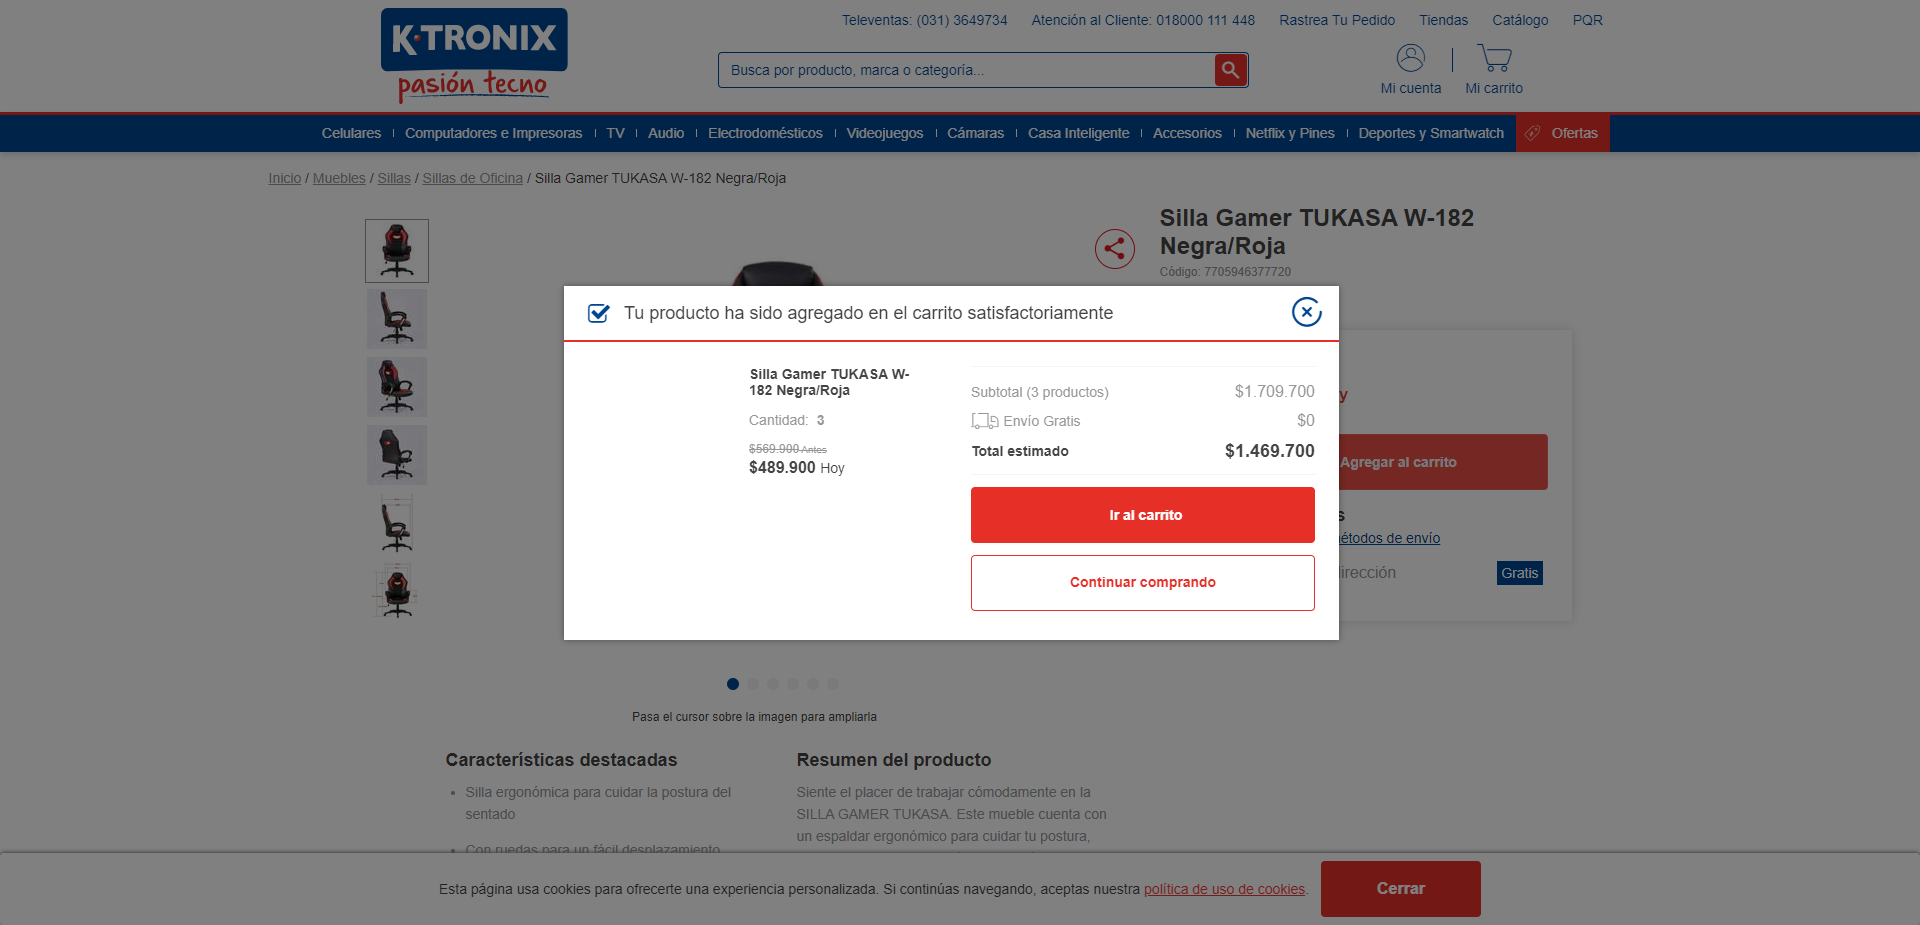 K·TRONIX
pasión tecno
Televentas: (031) 3649734
Atención al Cliente: 018000 111 448
Rastrea Tu Pedido
Tiendas
Catálogo
PQR
Busca por producto, marca o categoría...
Mi cuenta
Mi carrito
Celulares
Computadores e Impresoras
TV
Audio
Electrodomésticos
Videojuegos
Cámaras
Casa Inteligente
Accesorios
Netflix y Pines
Deportes y Smartwatch
Ofertas
Inicio / Muebles / Sillas / Sillas de Oficina / Silla Gamer TUKASA W-182 Negra/Roja
Silla Gamer TUKASA W-182
Negra/Roja
Código: 7705946377720
Tu producto ha sido agregado en el carrito satisfactoriamente
Silla Gamer TUKASA W-
182 Negra/Roja
Cantidad: 3
$569.900 Antes
$489.900 Hoy
Subtotal (3 productos) $1.709.700
Envío Gratis $0
Total estimado $1.469.700
Ir al carrito
Continuar comprando
y
Agregar al carrito
s
étodos de envío
irección
Gratis
Pasa el cursor sobre la imagen para ampliarla
Características destacadas
• Silla ergonómica para cuidar la postura del
sentado
• Con ruedas para un fácil desplazamiento
Resumen del producto
Siente el placer de trabajar cómodamente en la
SILLA GAMER TUKASA. Este mueble cuenta con
un espaldar ergonómico para cuidar tu postura,
Esta página usa cookies para ofrecerte una experiencia personalizada. Si continúas navegando, aceptas nuestra política de uso de cookies.
Cerrar